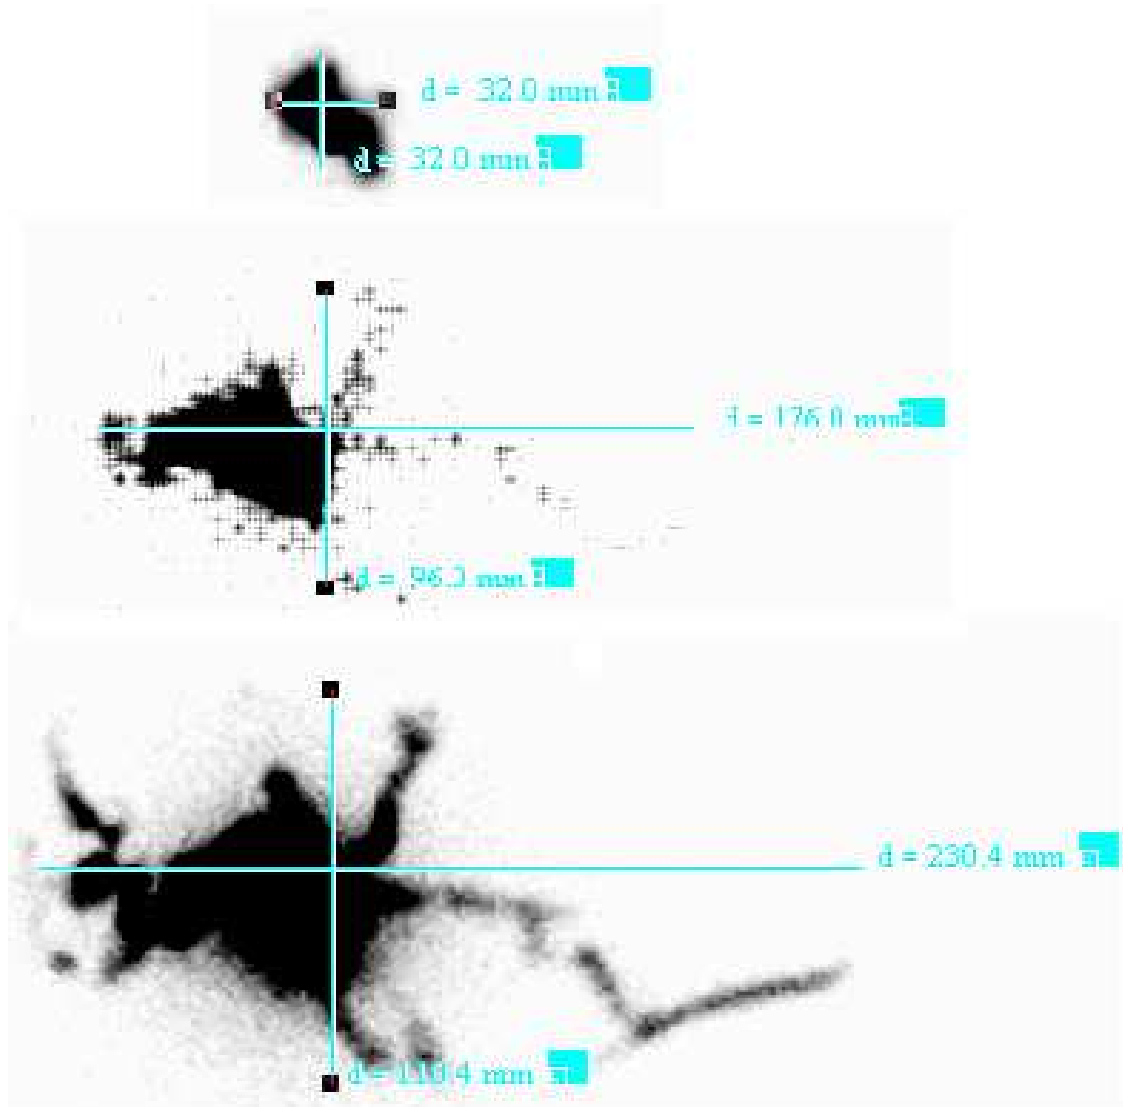 d = 32.0 mm
d = 32.0 mm
d = 176.0 mm
d = 96.0 mm
d = 230.4 mm
d = 110.4 mm